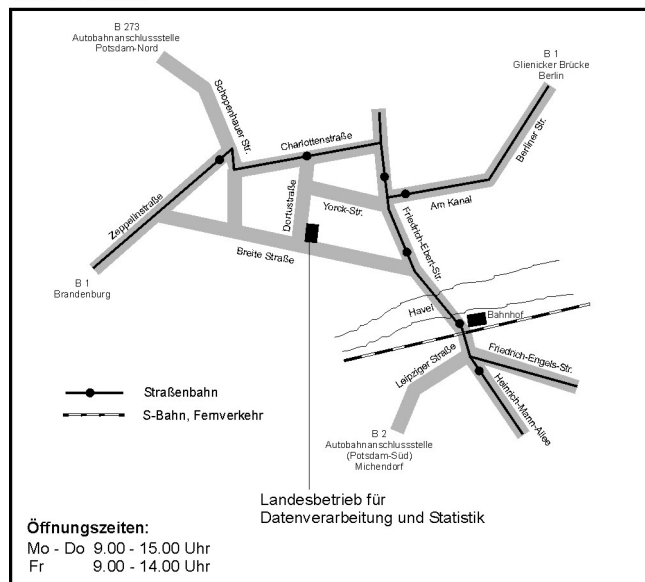 B 273
Autobahnanschlussstelle
Potsdam-Nord
B 1
Glienicker Brücke
Berlin
Schopenhauer Str.
Charlottenstraße
Berliner Str.
Zeppelinstraße
Dortustraße
Yorck-Str.
Am Kanal
Friedrich-Ebert-Str.
Breite Straße
B 1
Brandenburg
Havel
Bahnhof
Leipziger Straße
Friedrich-Engels-Str.
Heinrich-Mann-Allee
Straßenbahn
S-Bahn, Fernverkehr
B 2
Autobahnanschlussstelle
(Potsdam-Süd)
Michendorf
Landesbetrieb für
Datenverarbeitung und Statistik
Öffnungszeiten:
Mo - Do 9.00 - 15.00 Uhr
Fr 9.00 - 14.00 Uhr